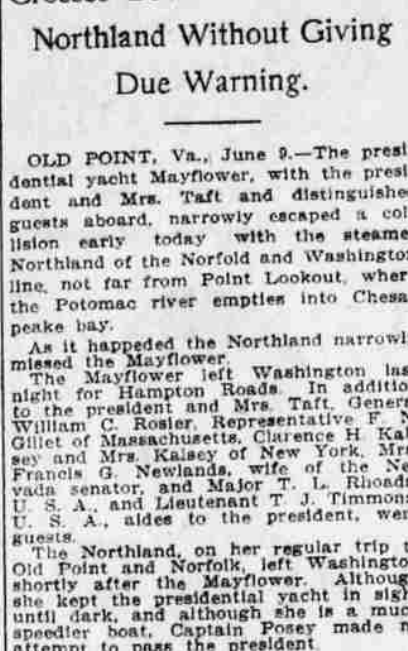 Northland Without Giving
Due Warning.
OLD POINT, Va., June 9.—The presi
dential yacht Mayflower, with the presi
dent and Mrs. Taft and distinguishe
guests aboard, narrowly escaped a col
lision early today with the steame
Northland of the Norfold and Washington
line, not far from Point Lookout, wher
the Potomac river empties into Chesa
peake bay.
As it happeded the Northland narrowl
missed the Mayflower.
The Mayflower left Washington las
night for Hampton Roads. In additio
to the president and Mrs. Taft, Genera
William C. Rosler, Representative F. N
Gillet of Massachusetts, Clarence H. Kal
sey and Mrs. Kalsey of New York, Mrs
Francis G. Newlands, wife of the Ne
vada senator, and Major T. L. Rhoads
U. S. A., and Lieutenant T. J. Timmons
U. S. A., aides to the president, wer
guests.
The Northland, on her regular trip t
Old Point and Norfolk, left Washingto
shortly after the Mayflower. Althoug
she kept the presidential yacht in sigh
until dark, and although she is a muc
speedier boat, Captain Posey made n
attempt to pass the president.